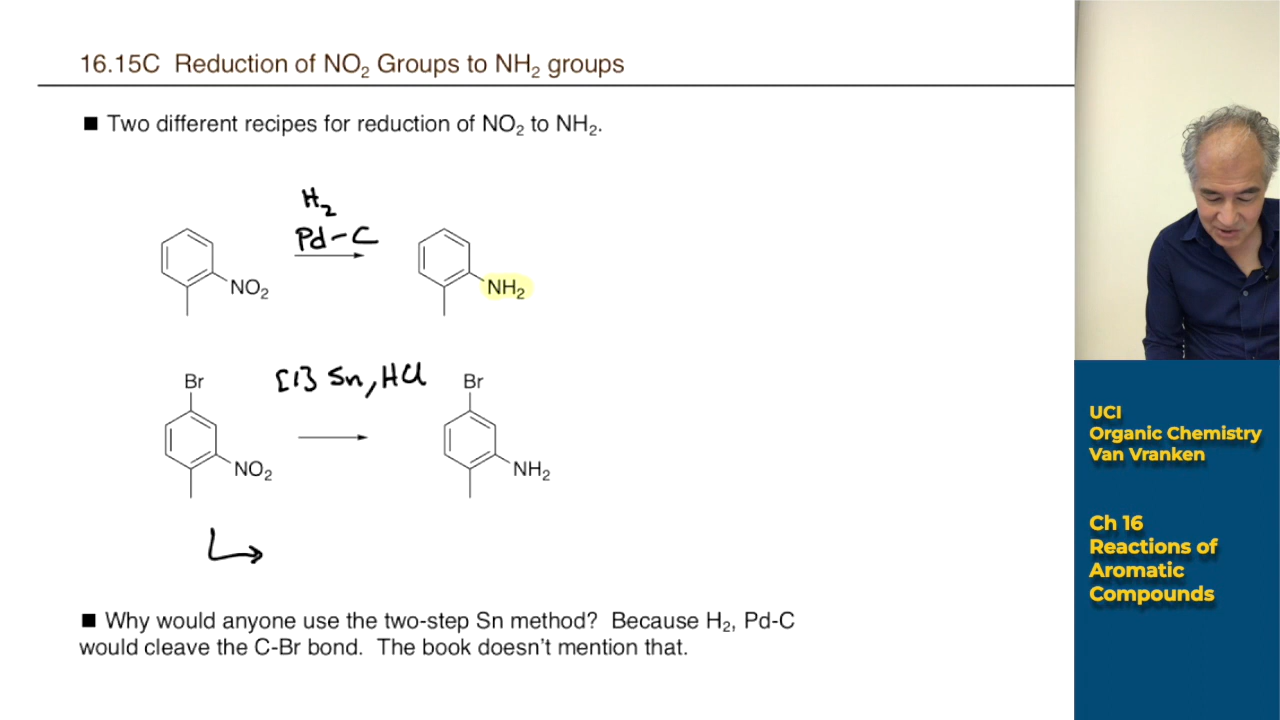 16.15C Reduction of NO₂ Groups to NH₂ groups
■ Two different recipes for reduction of NO₂ to NH₂.
H₂
Pd-C
NO₂
NH₂
Br
[1] Sn, HCl
Br
NO₂
NH₂
■ Why would anyone use the two-step Sn method? Because H₂, Pd-C
would cleave the C-Br bond. The book doesn't mention that.
UCI
Organic Chemistry
Van Vranken
Ch 16
Reactions of
Aromatic
Compounds